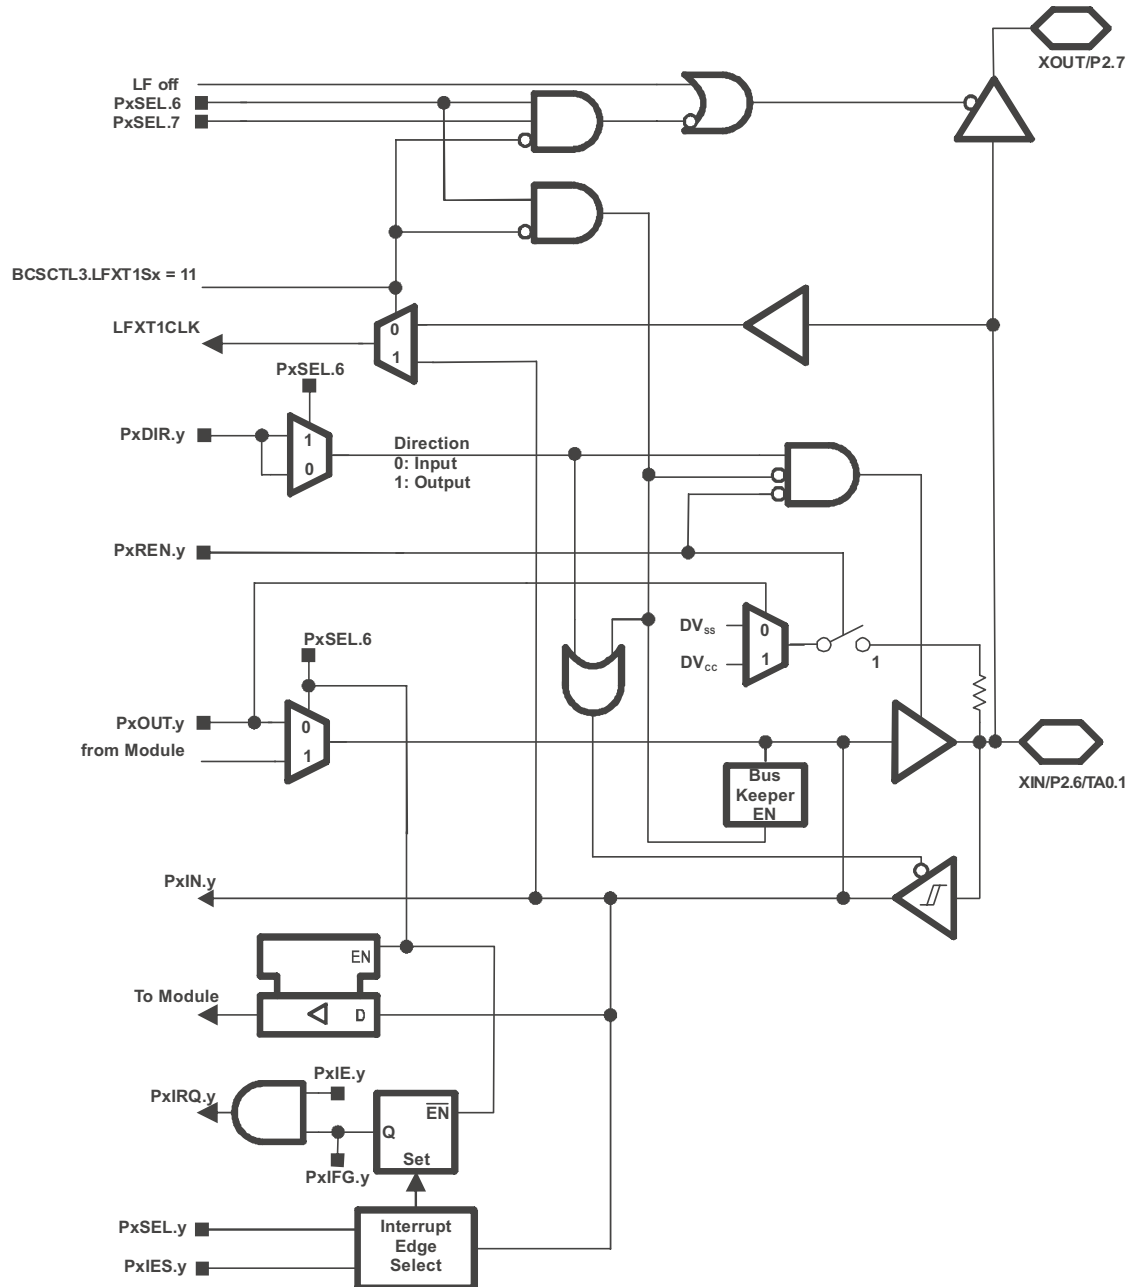 XOUT/P2.7
LF off
PxSEL.6
PxSEL.7
BCSCTL3.LFXT1Sx = 11
LFXT1CLK
0
1
PxSEL.6
PxDIR.y
1
0
Direction
0: Input
1: Output
PxREN.y
DVss
0
DVcc
1
1
PxSEL.6
PxOUT.y
0
from Module
1
Bus
Keeper
EN
XIN/P2.6/TA0.1
PxIN.y
EN
To Module
D
PxIE.y
PxIRQ.y
EN
Q
Set
PxIFG.y
PxSEL.y
Interrupt
Edge
Select
PxIES.y